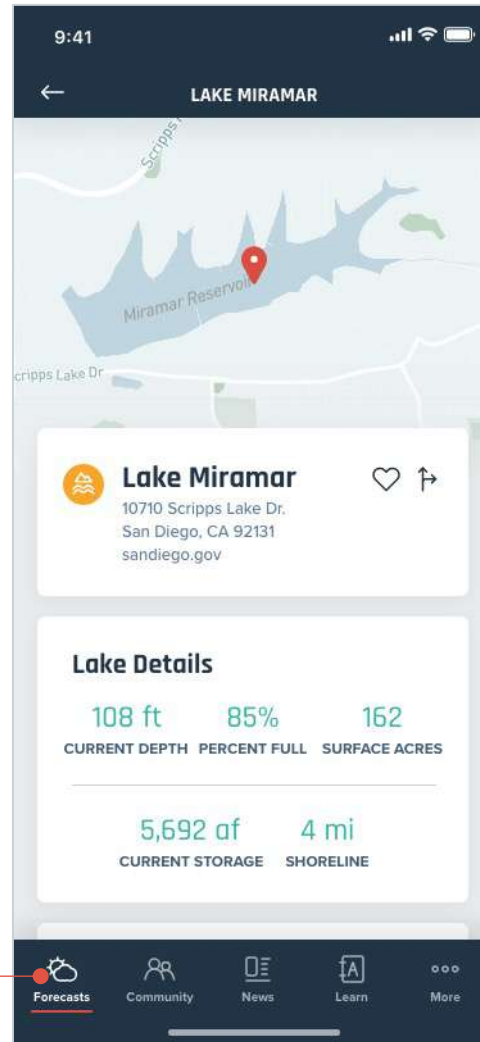 9:41
LAKE MIRAMAR
Scripps
Miramar Reservoir
cripps Lake Dr
Lake Miramar
10710 Scripps Lake Dr.
San Diego, CA 92131
sandiego.gov
Lake Details
108 ft 85% 162
CURRENT DEPTH PERCENT FULL SURFACE ACRES
5,692 af 4 mi
CURRENT STORAGE SHORELINE
A
Forecasts Community News Learn More